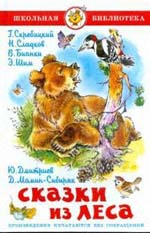 ШКОЛЬНАЯ БИБЛИОТЕКА
Г. Скребицкий
Н. Сладков
В. Бианки
Э. Шим
Ю. Дмитриев
Д. Мамин-Сибиряк
СКАЗКИ
ИЗ ЛЕСА
ПРОИЗВЕДЕНИЯ ПЕЧАТАЮТСЯ БЕЗ СОКРАЩЕНИЙ